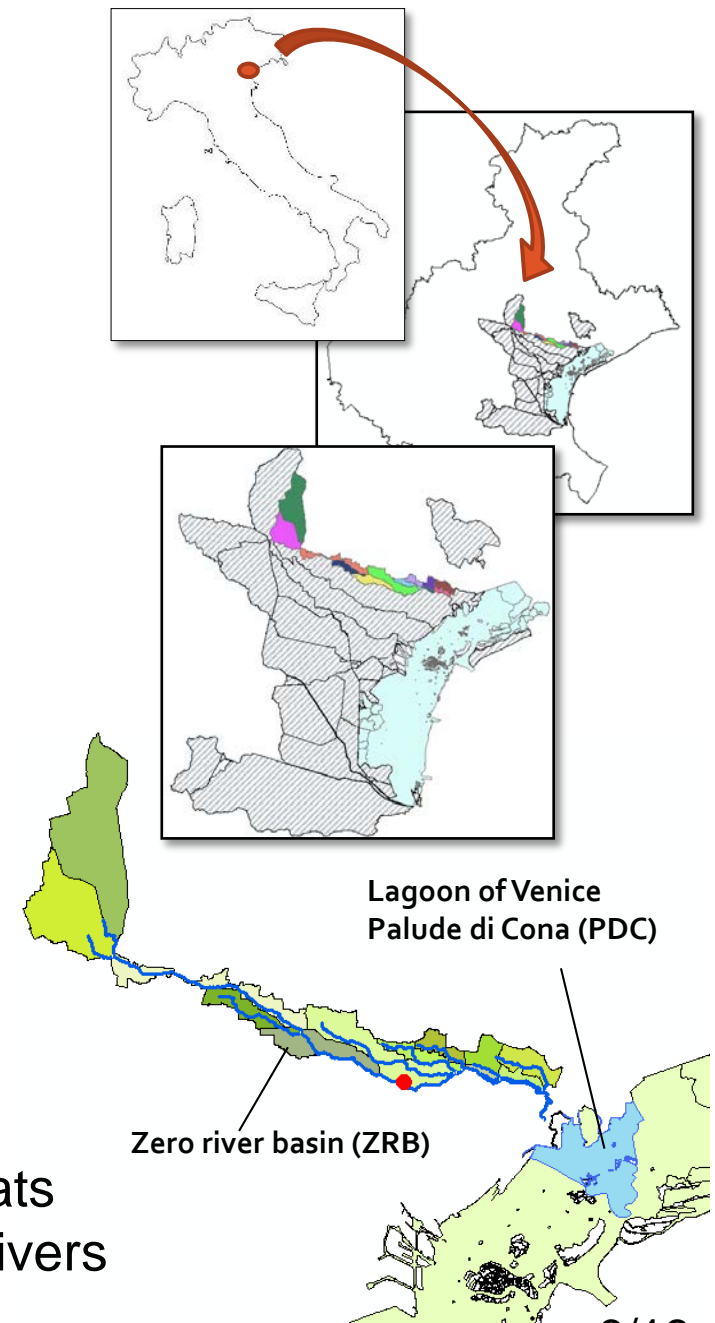 Lagoon of Venice
Palude di Cona (PDC)
Zero river basin (ZRB)
ats
ivers